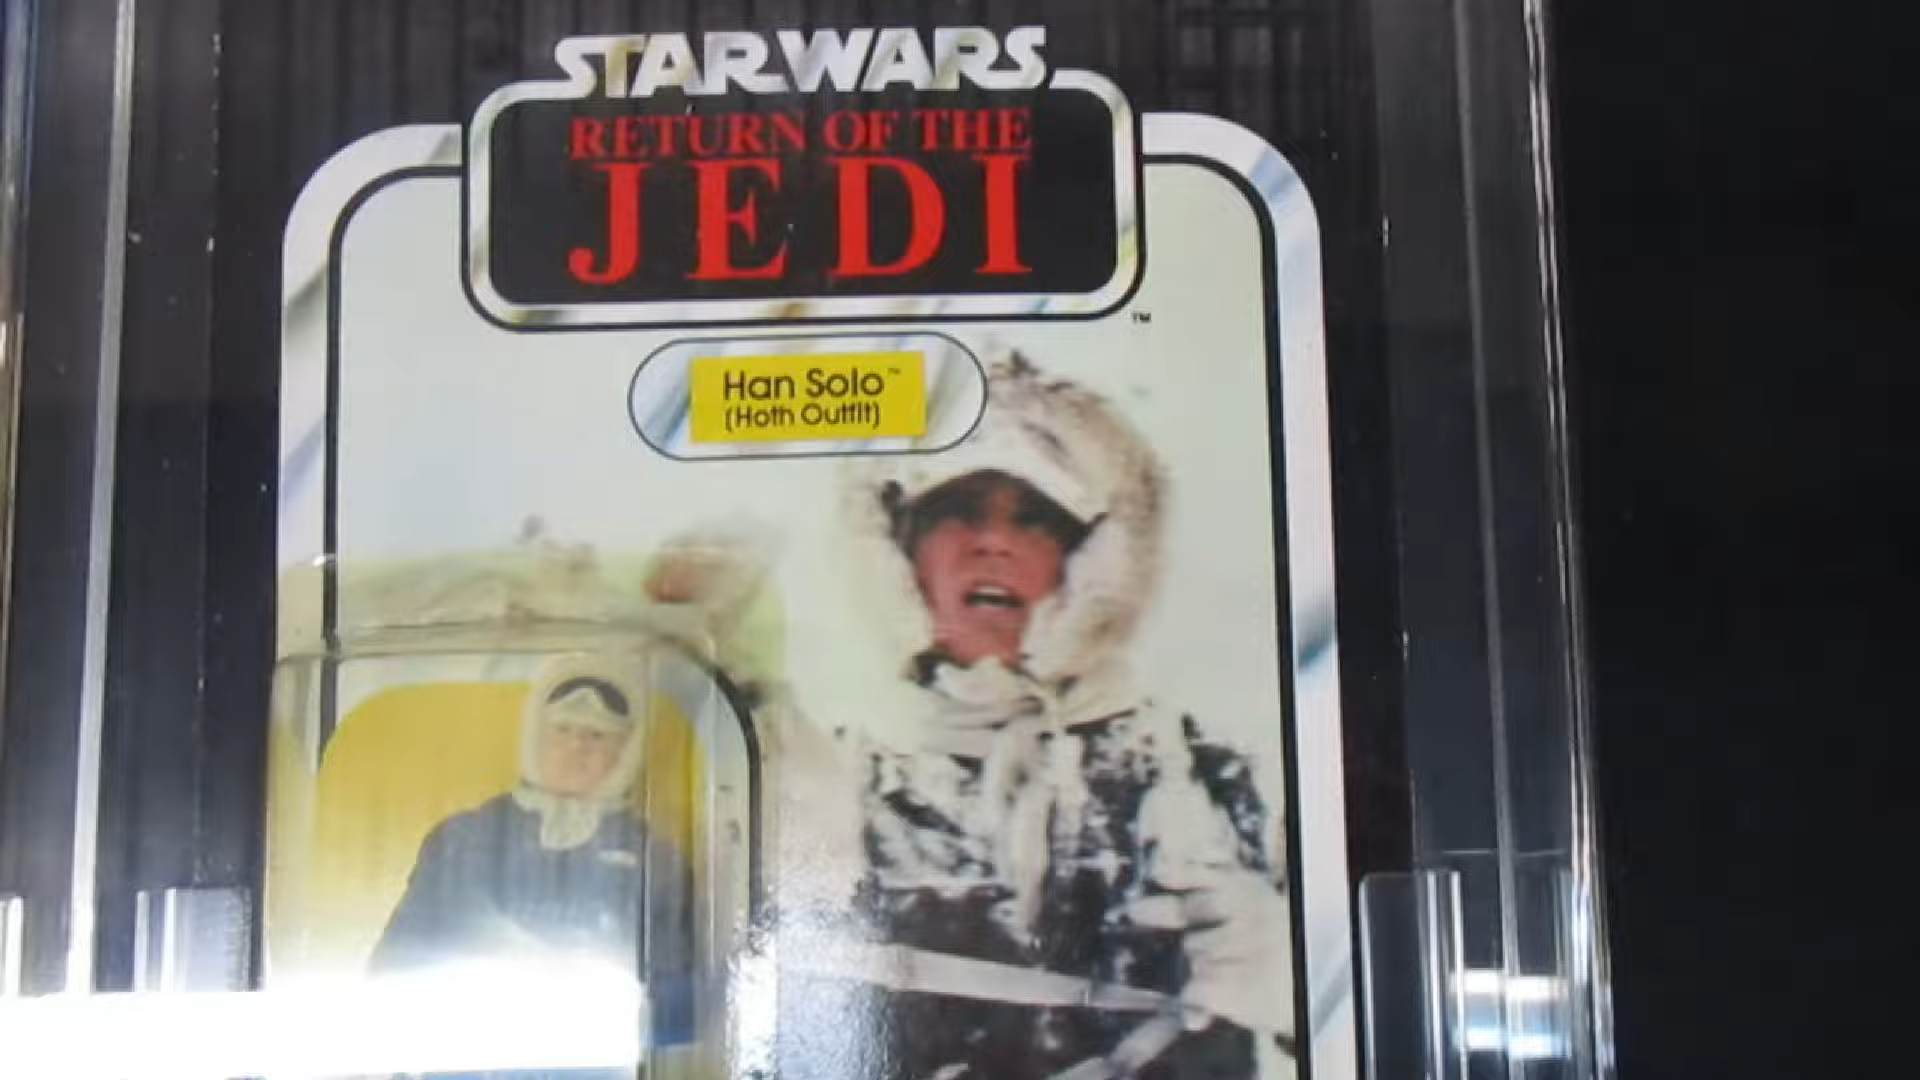 STAR WARS
RETURN OF THE
JEDI
TM
Han Solo™
(Hoth Outfit)